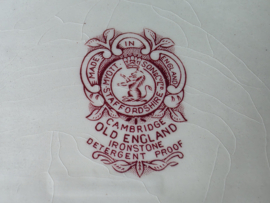 MADE IN ENGLAND
MYOTT SON & Co.
STAFFORDSHIRE
CAMBRIDGE
OLD ENGLAND
IRONSTONE
DETERGENT PROOF